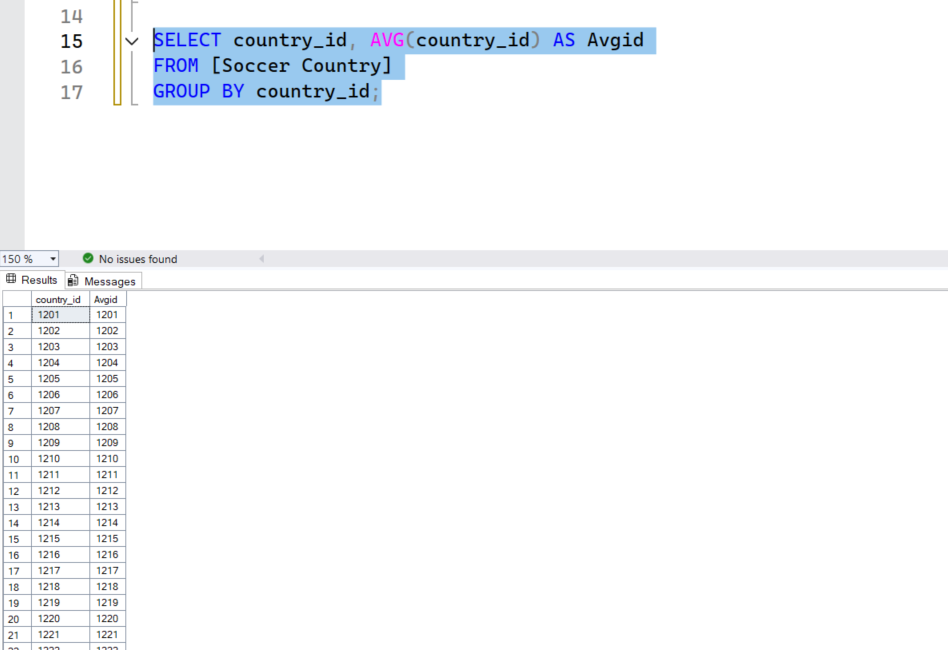 14
15 SELECT country_id, AVG(country_id) AS Avgid
16 FROM [Soccer Country]
17 GROUP BY country_id;
150 % No issues found
Results Messages
country_id Avgid
1 1201 1201
2 1202 1202
3 1203 1203
4 1204 1204
5 1205 1205
6 1206 1206
7 1207 1207
8 1208 1208
9 1209 1209
10 1210 1210
11 1211 1211
12 1212 1212
13 1213 1213
14 1214 1214
15 1215 1215
16 1216 1216
17 1217 1217
18 1218 1218
19 1219 1219
20 1220 1220
21 1221 1221